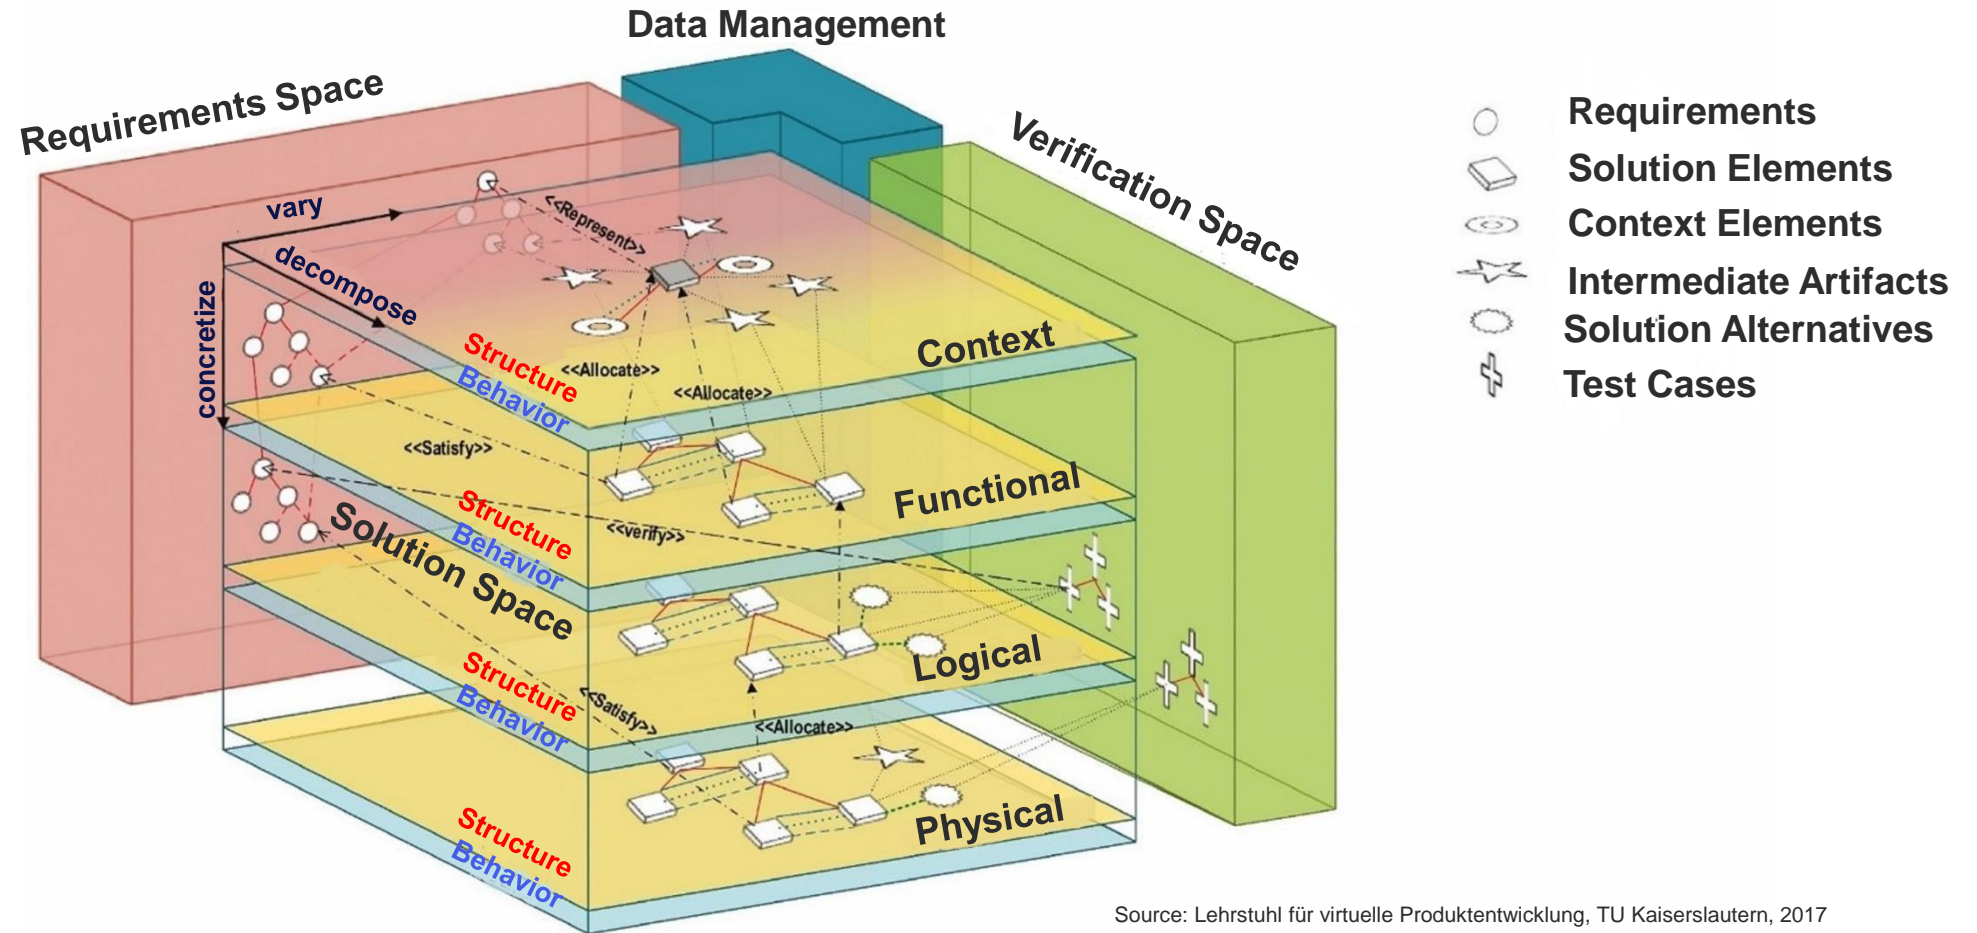 Data Management
Requirements Space
Verification Space
vary
decompose
concretize
<<Represent>>
Structure
Behavior
<<Allocate>>
<<Allocate>>
Context
<<Satisfy>>
Structure
Behavior
<<verify>>
Functional
Solution Space
Structure
Behavior
<<Satisfy>>
<<Allocate>>
Logical
Structure
Behavior
Physical
Requirements
Solution Elements
Context Elements
Intermediate Artifacts
Solution Alternatives
Test Cases
Source: Lehrstuhl für virtuelle Produktentwicklung, TU Kaiserslautern, 2017